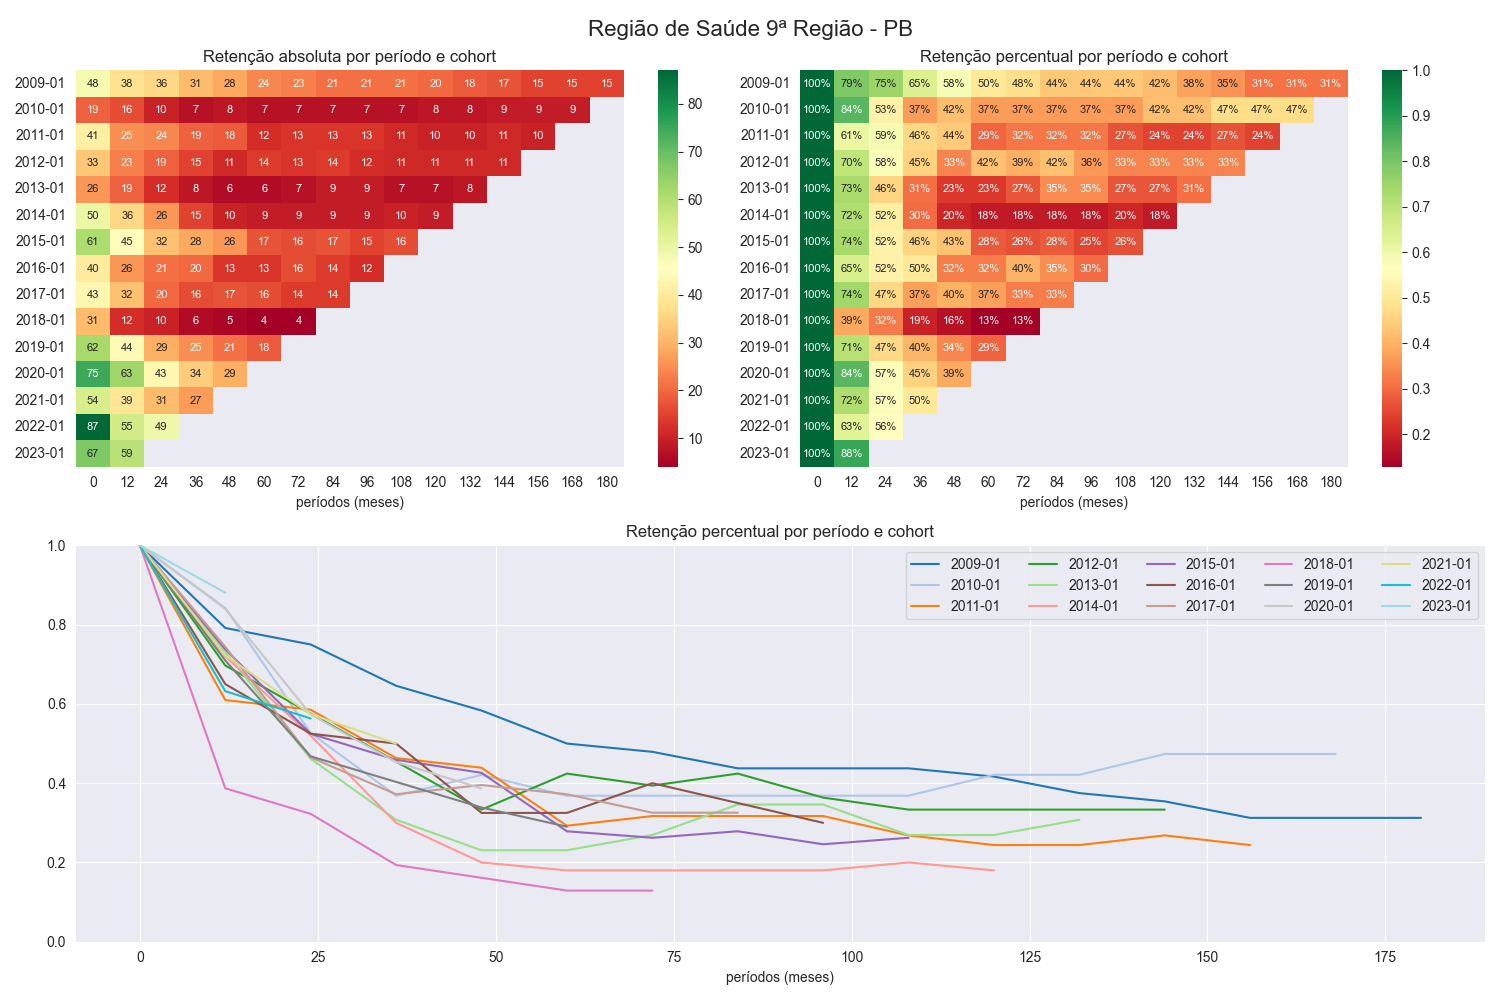 Região de Saúde 9ª Região - PB
Retenção absoluta por período e cohort
2009-01 48 38 36 31 28 24 23 21 21 21 20 18 17 15 15 15
2010-01 19 16 10 7 8 7 7 7 7 7 8 8 9 9 9
2011-01 41 25 24 19 18 12 13 13 13 11 10 10 11 10
2012-01 33 23 19 15 11 14 13 14 12 11 11 11 11
2013-01 26 19 12 8 6 6 7 9 9 7 7 8
2014-01 50 36 26 15 10 9 9 9 9 10 9
2015-01 61 45 32 28 26 17 16 17 15 16
2016-01 40 26 21 20 13 13 16 14 12
2017-01 43 32 20 16 17 16 14 14
2018-01 31 12 10 6 5 4 4
2019-01 62 44 29 25 21 18
2020-01 75 63 43 34 29
2021-01 54 39 31 27
2022-01 87 55 49
2023-01 67 59
0 12 24 36 48 60 72 84 96 108 120 132 144 156 168 180
períodos (meses)
80
70
60
50
40
30
20
10
Retenção percentual por período e cohort
2009-01 100% 79% 75% 65% 58% 50% 48% 44% 44% 44% 42% 38% 35% 31% 31% 31%
2010-01 100% 84% 53% 37% 42% 37% 37% 37% 37% 37% 42% 42% 47% 47% 47%
2011-01 100% 61% 59% 46% 44% 29% 32% 32% 32% 27% 24% 24% 27% 24%
2012-01 100% 70% 58% 45% 33% 42% 39% 42% 36% 33% 33% 33% 33%
2013-01 100% 73% 46% 31% 23% 23% 27% 35% 35% 27% 27% 31%
2014-01 100% 72% 52% 30% 20% 18% 18% 18% 18% 20% 18%
2015-01 100% 74% 52% 46% 43% 28% 26% 28% 25% 26%
2016-01 100% 65% 52% 50% 32% 32% 40% 35% 30%
2017-01 100% 74% 47% 37% 40% 37% 33% 33%
2018-01 100% 39% 32% 19% 16% 13% 13%
2019-01 100% 71% 47% 40% 34% 29%
2020-01 100% 84% 57% 45% 39%
2021-01 100% 72% 57% 50%
2022-01 100% 63% 56%
2023-01 100% 88%
0 12 24 36 48 60 72 84 96 108 120 132 144 156 168 180
períodos (meses)
1.0
0.9
0.8
0.7
0.6
0.5
0.4
0.3
0.2
Retenção percentual por período e cohort
1.0
0.8
0.6
0.4
0.2
0.0
2009-01 2012-01 2015-01 2018-01 2021-01
2010-01 2013-01 2016-01 2019-01 2022-01
2011-01 2014-01 2017-01 2020-01 2023-01
0 25 50 75 100 125 150 175
períodos (meses)